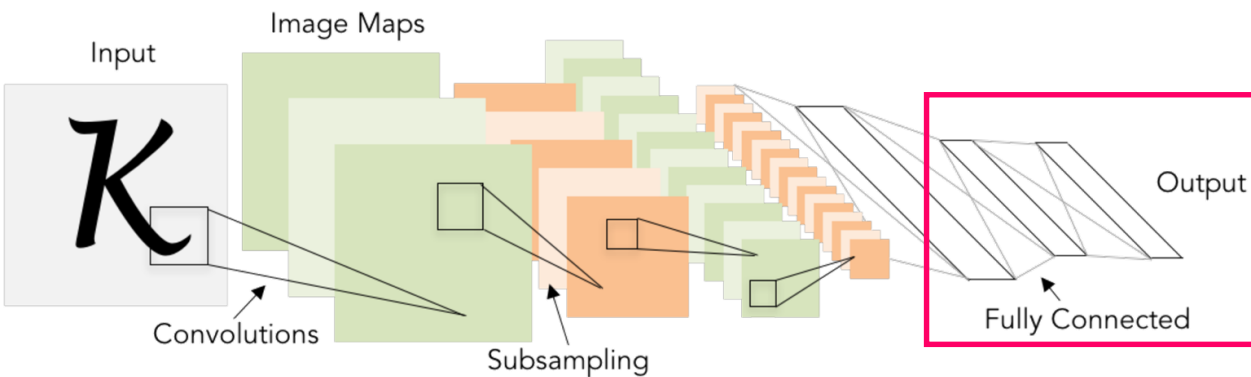 Input
Image Maps
K
Convolutions
Subsampling
Fully Connected
Output